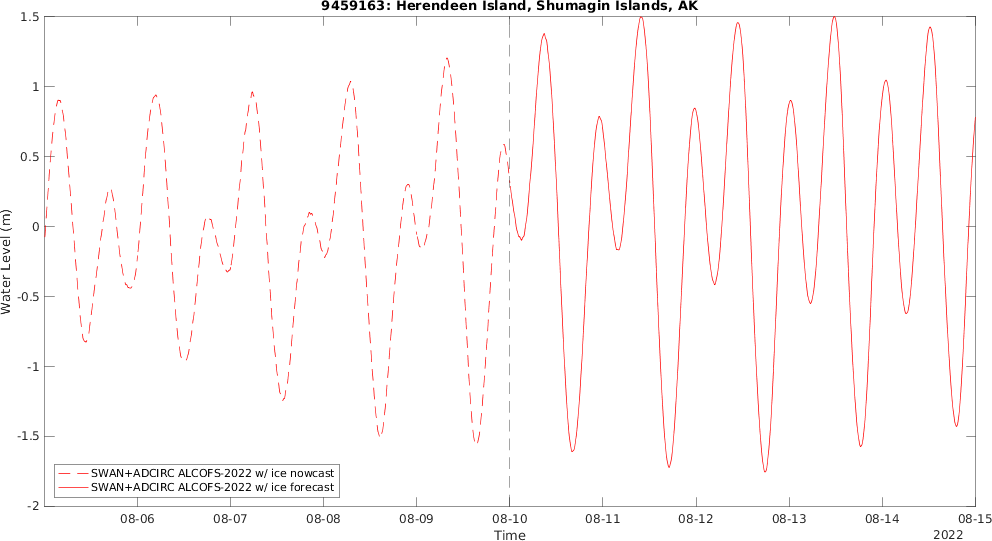 9459163: Herendeen Island, Shumagin Islands, AK
1.5
1
0.5
0
-0.5
-1
-1.5
-2
Water Level (m)
SWAN+ADCIRC ALCOFS-2022 w/ ice nowcast
SWAN+ADCIRC ALCOFS-2022 w/ ice forecast
08-06 08-07 08-08 08-09 08-10 08-11 08-12 08-13 08-14 08-15
Time
2022